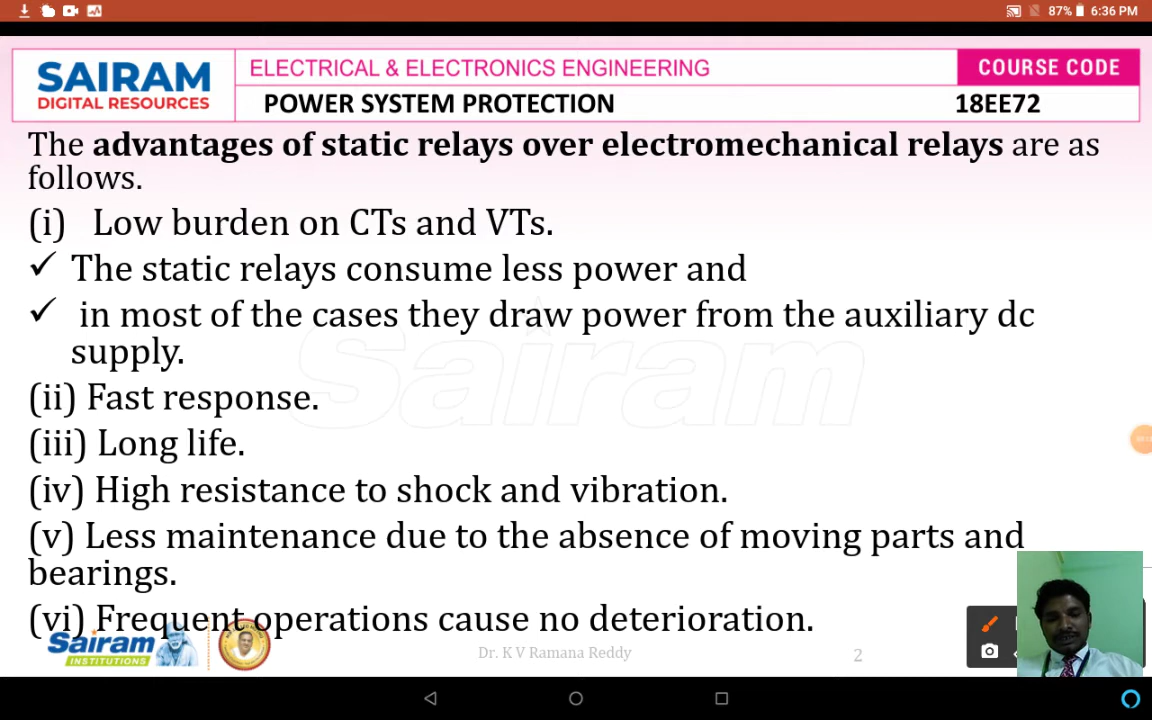 87% 6:36 PM
SAIRAM
DIGITAL RESOURCES
ELECTRICAL & ELECTRONICS ENGINEERING
COURSE CODE
POWER SYSTEM PROTECTION
18EE72
The advantages of static relays over electromechanical relays are as
follows.
(i) Low burden on CTs and VTs.
✓ The static relays consume less power and
✓ in most of the cases they draw power from the auxiliary dc
supply.
(ii) Fast response.
(iii) Long life.
(iv) High resistance to shock and vibration.
(v) Less maintenance due to the absence of moving parts and
bearings.
(vi) Frequent operations cause no deterioration.
Sairam
Sairam
INSTITUTIONS
Dr. K V Ramana Reddy
2